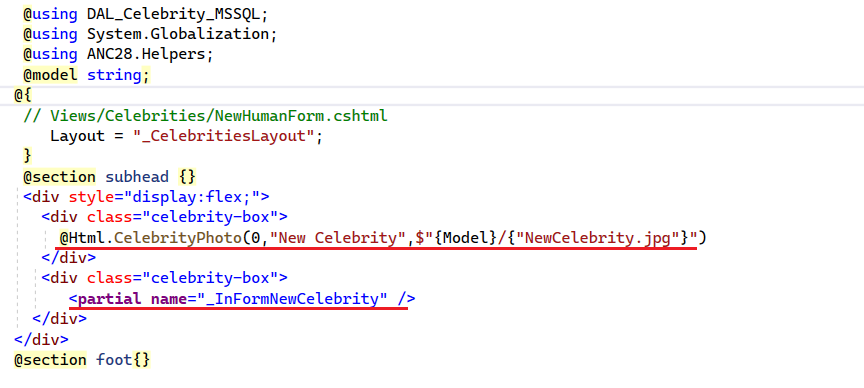 @using DAL_Celebrity_MSSQL;
@using System.Globalization;
@using ANC28.Helpers;
@model string;
@{
// Views/Celebrities/NewHumanForm.cshtml
Layout = "_CelebritiesLayout";
}
@section subhead {}
<div style="display:flex;">
<div class="celebrity-box">
@Html.CelebrityPhoto(0,"New Celebrity",$"{Model}/{"NewCelebrity.jpg"}")
</div>
<div class="celebrity-box">
<partial name="_InFormNewCelebrity" />
</div>
</div>
@section foot{}